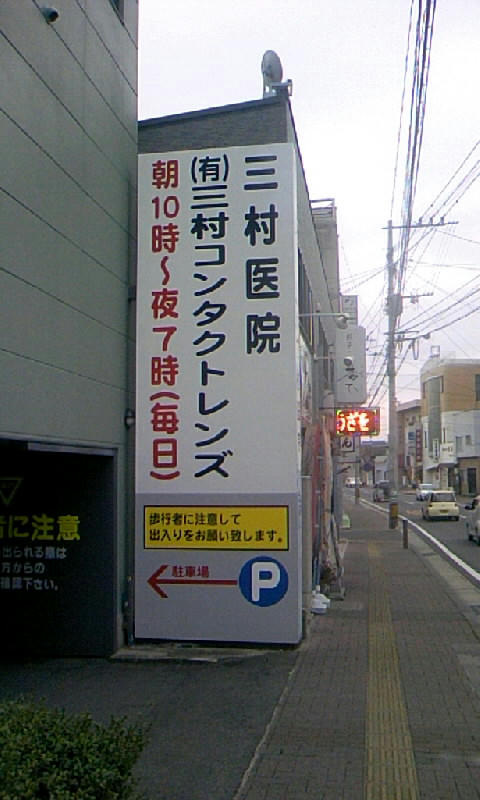 三村医院
(有)三村コンタクトレンズ
朝10時〜夜7時(毎日)
歩行者に注意して
出入りをお願い致します。
駐車場
P
者に注意
出られる際は
方からの
確認下さい。